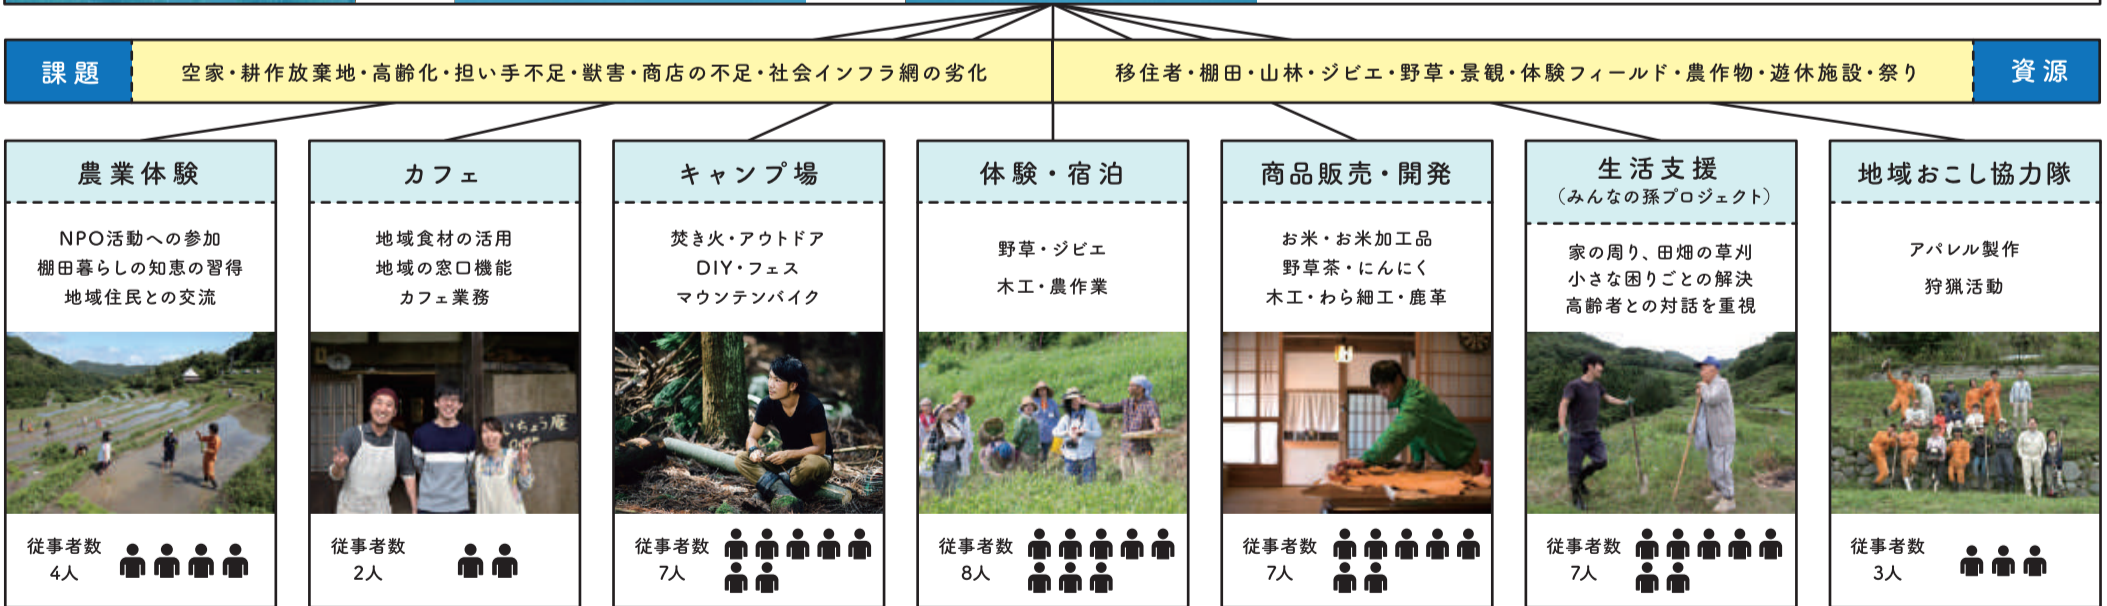 課題
空家・耕作放棄地・高齢化・担い手不足・獣害・商店の不足・社会インフラ網の劣化
移住者・棚田・山林・ジビエ・野草・景観・体験フィールド・農作物・遊休施設・祭り
資源
農業体験
NPO活動への参加
棚田暮らしの知恵の習得
地域住民との交流
従事者数
4人
カフェ
地域食材の活用
地域の窓口機能
カフェ業務
いちょう庵
Cafe
従事者数
2人
キャンプ場
焚き火・アウトドア
DIY・フェス
マウンテンバイク
従事者数
7人
体験・宿泊
野草・ジビエ
木工・農作業
従事者数
8人
商品販売・開発
お米・お米加工品
野草茶・にんにく
木工・わら細工・鹿革
従事者数
7人
生活支援
（みんなの孫プロジェクト）
家の周り、田畑の草刈
小さな困りごとの解決
高齢者との対話を重視
従事者数
7人
地域おこし協力隊
アパレル製作
狩猟活動
従事者数
3人